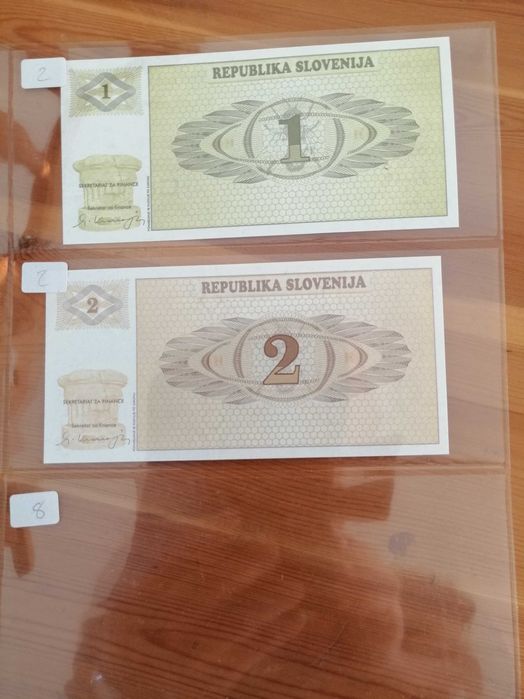 2
1
REPUBLIKA SLOVENIJA
1
SEKRETARIAT ZA FINANCE
Sekretar za finance
2
2
REPUBLIKA SLOVENIJA
2
SEKRETARIAT ZA FINANCE
Sekretar za finance
8